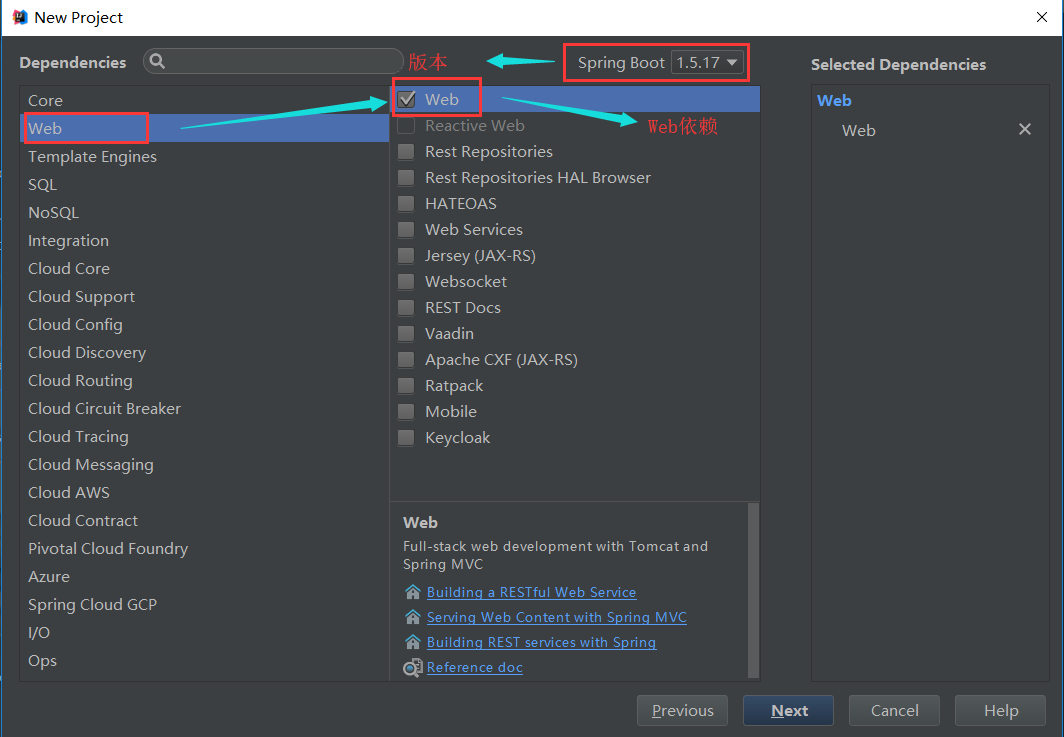 New Project
Dependencies
版本
Spring Boot 1.5.17
Selected Dependencies
Core
Web
Template Engines
SQL
NoSQL
Integration
Cloud Core
Cloud Support
Cloud Config
Cloud Discovery
Cloud Routing
Cloud Circuit Breaker
Cloud Tracing
Cloud Messaging
Cloud AWS
Cloud Contract
Pivotal Cloud Foundry
Azure
Spring Cloud GCP
I/O
Ops
Web
Web依赖
Reactive Web
Rest Repositories
Rest Repositories HAL Browser
HATEOAS
Web Services
Jersey (JAX-RS)
Websocket
REST Docs
Vaadin
Apache CXF (JAX-RS)
Ratpack
Mobile
Keycloak
Web
Full-stack web development with Tomcat and
Spring MVC
Building a RESTful Web Service
Serving Web Content with Spring MVC
Building REST services with Spring
Reference doc
Web
Web
Previous
Next
Cancel
Help